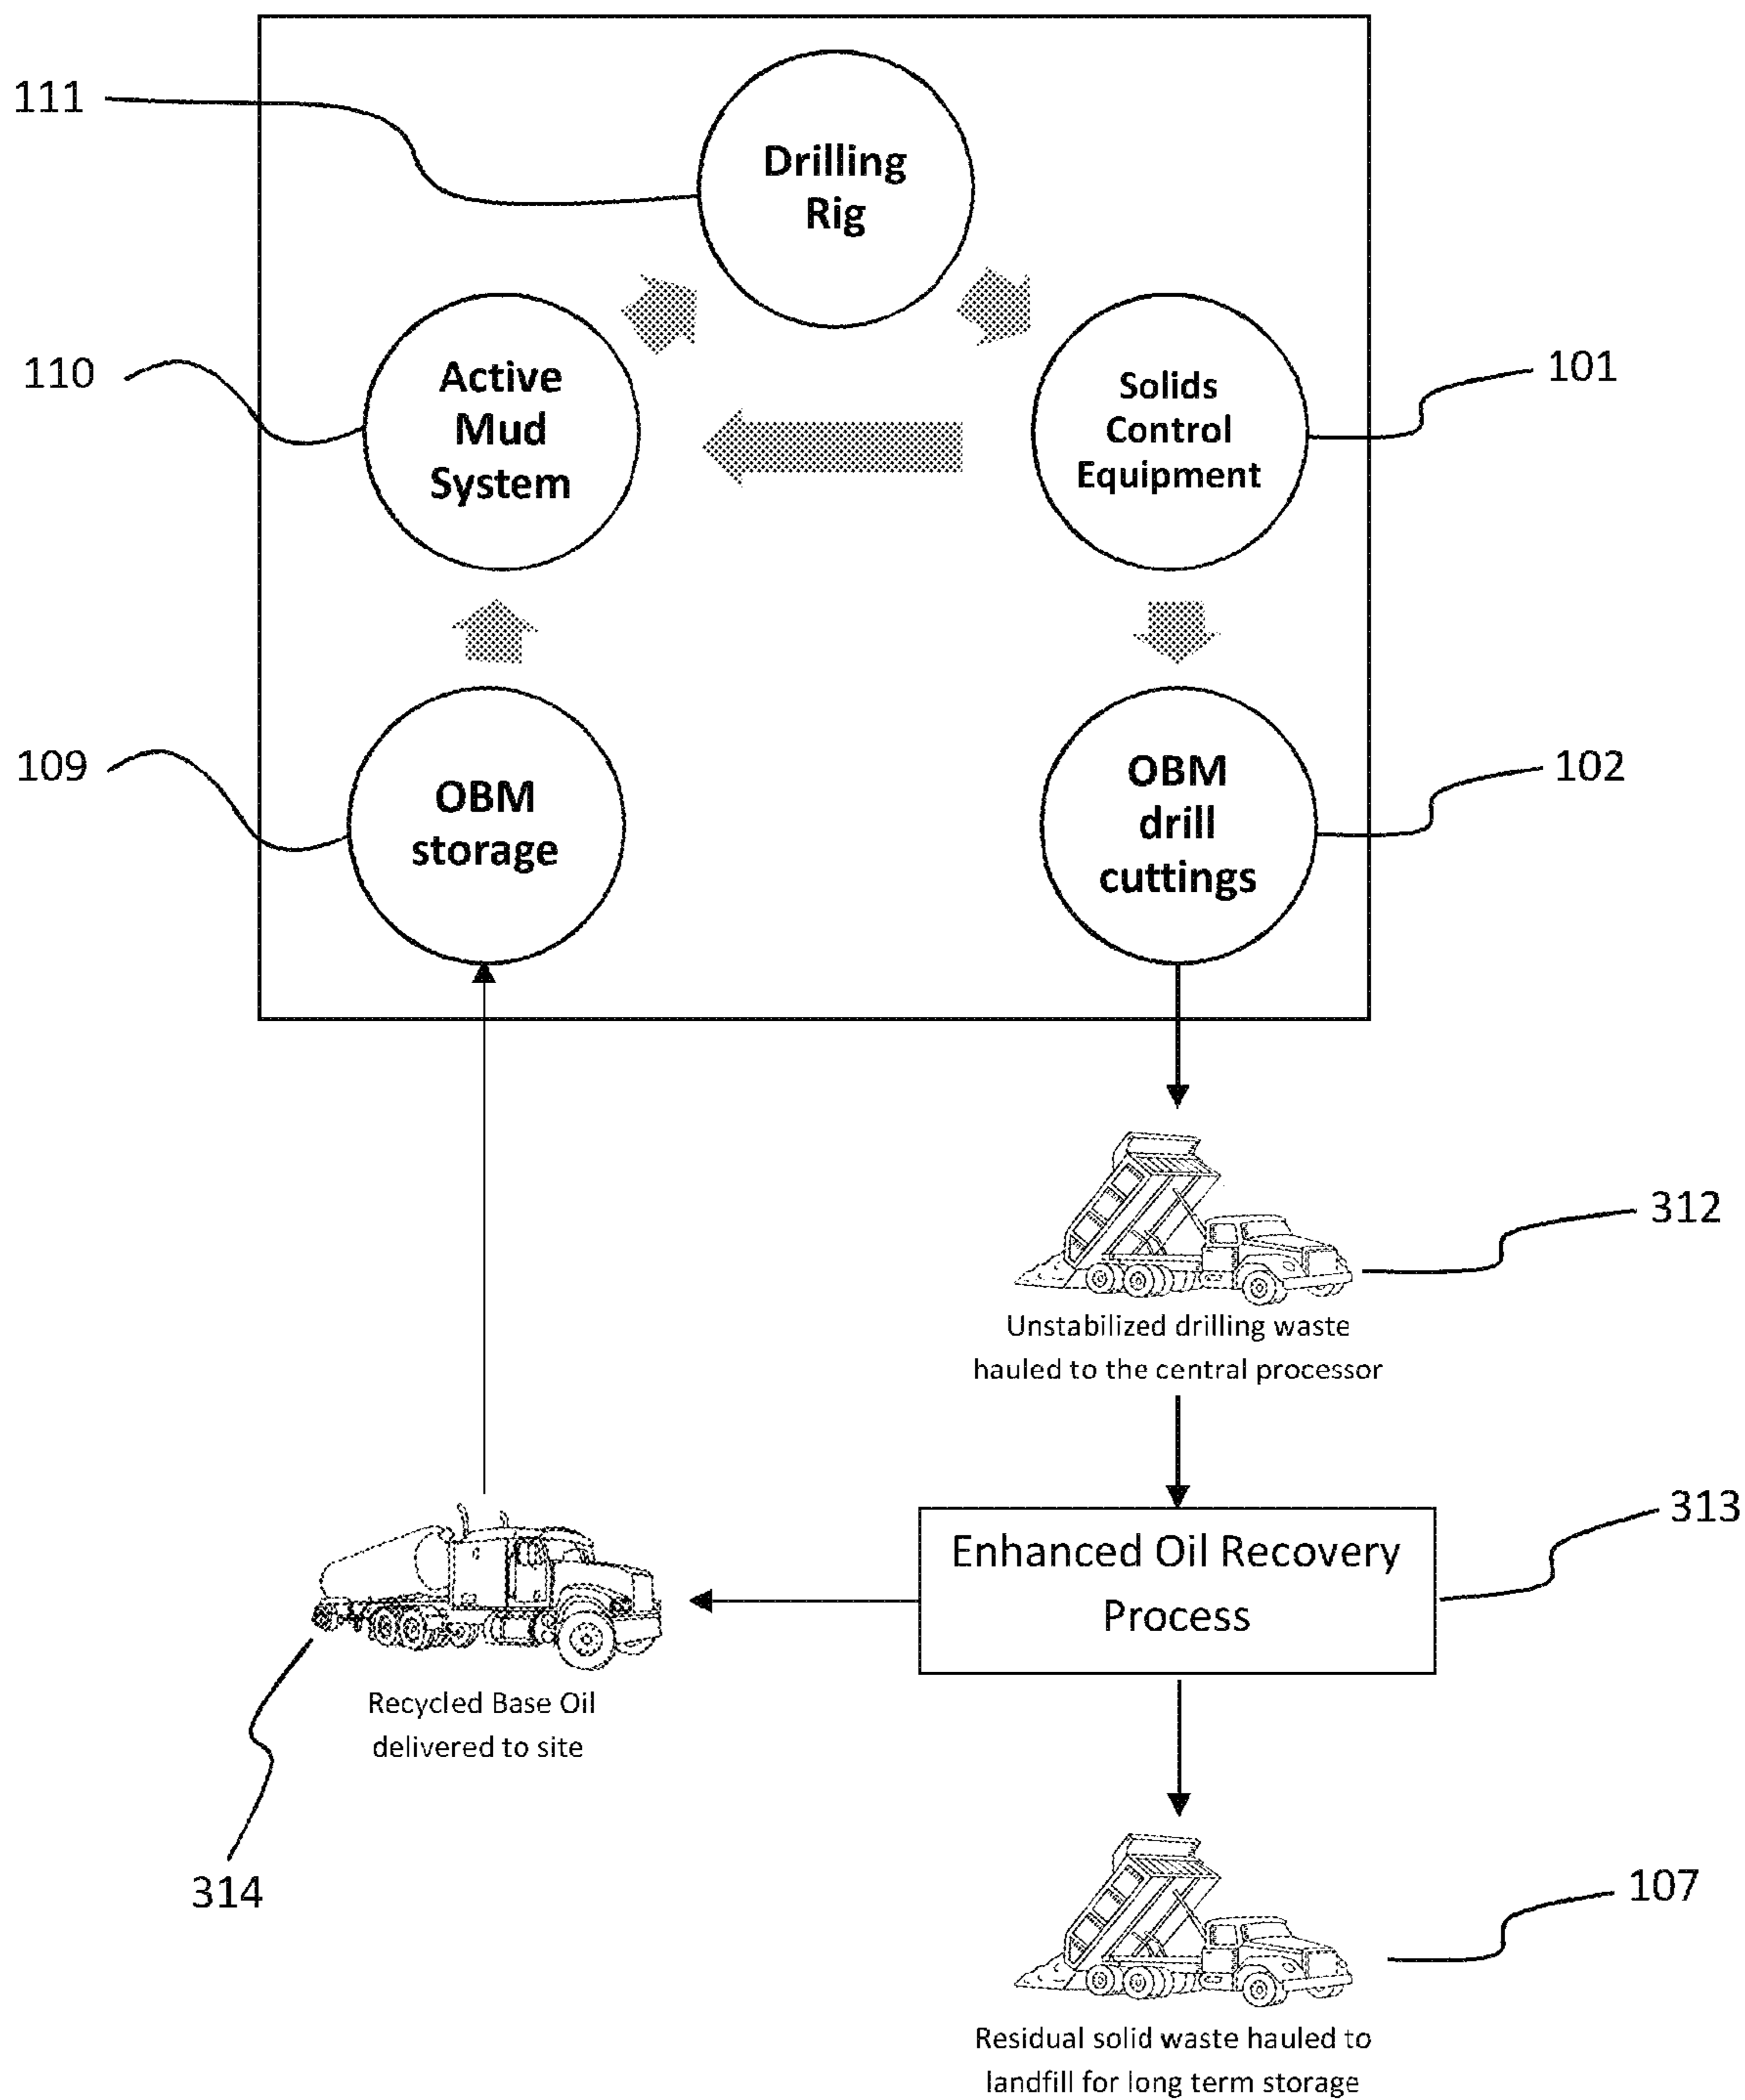 111
Drilling
Rig
110
Active
Mud
System
Solids
Control
Equipment
101
109
OBM
storage
OBM
drill
cuttings
102
312
Unstabilized drilling waste
hauled to the central processor
313
Enhanced Oil Recovery
Process
Recycled Base Oil
delivered to site
314
107
Residual solid waste hauled to
landfill for long term storage